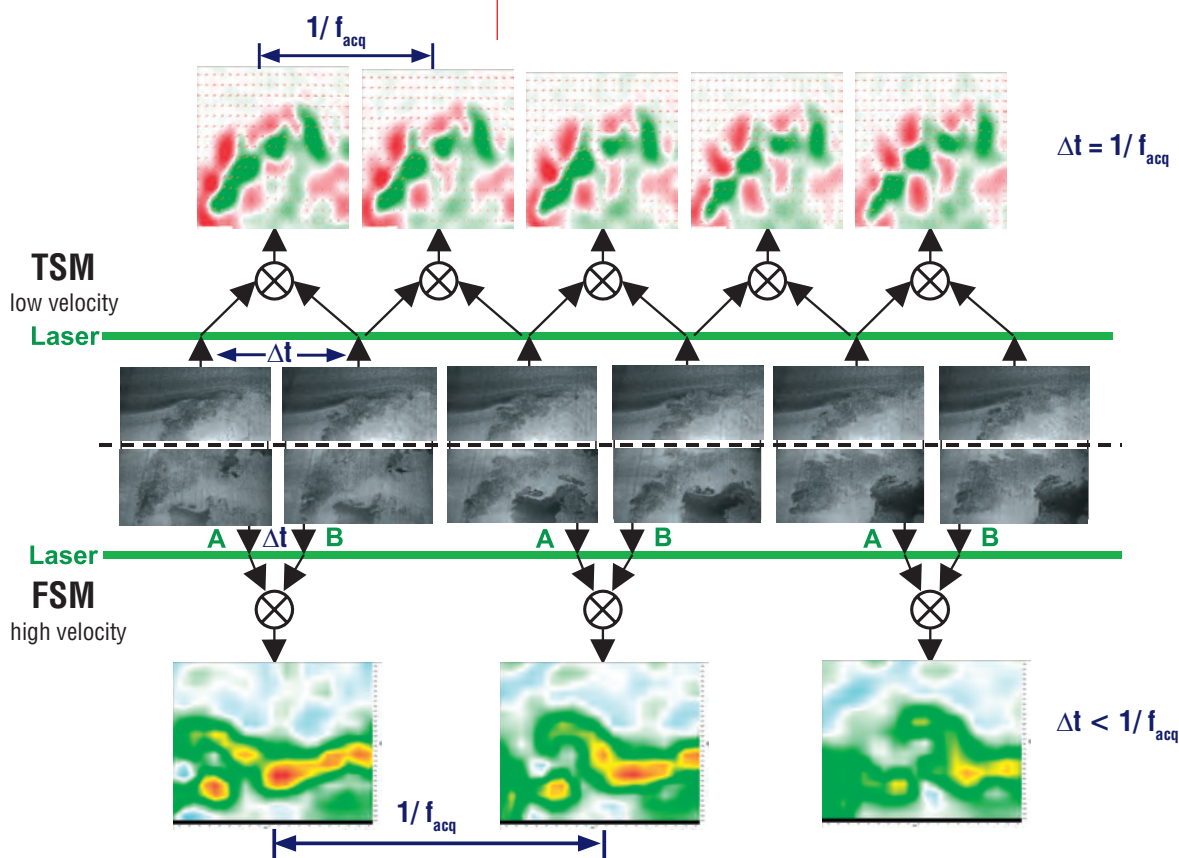 1/ f_acq
Δt = 1/ f_acq
TSM
low velocity
Laser
Δt
A Δt B A B A B
Laser
FSM
high velocity
Δt < 1/ f_acq
1/ f_acq